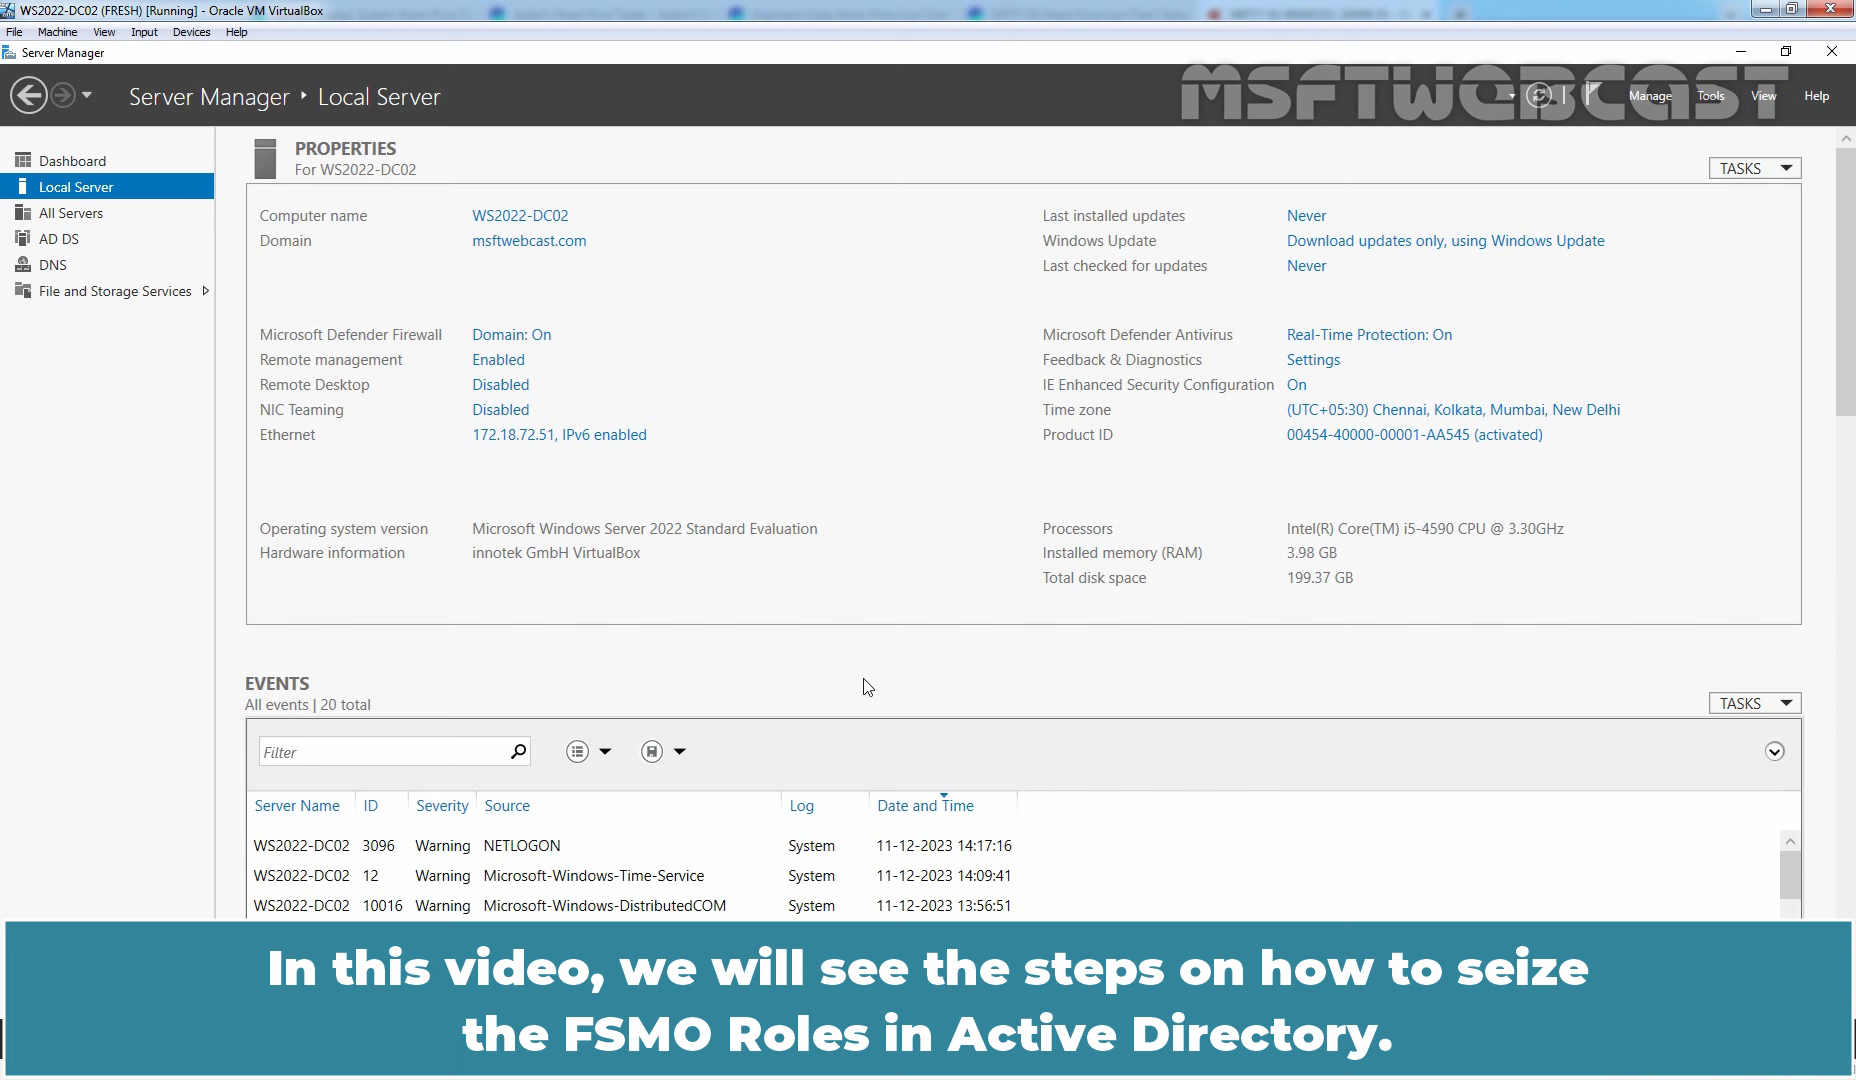 WS2022-DC02 (FRESH) [Running] - Oracle VM VirtualBox
File Machine View Input Devices Help
Server Manager
Server Manager ‣ Local Server
MSFTWEBCAST
Manage Tools View Help
Dashboard
Local Server
All Servers
AD DS
DNS
File and Storage Services
PROPERTIES
For WS2022-DC02
TASKS
Computer name WS2022-DC02
Domain msftwebcast.com
Last installed updates Never
Windows Update Download updates only, using Windows Update
Last checked for updates Never
Microsoft Defender Firewall Domain: On
Remote management Enabled
Remote Desktop Disabled
NIC Teaming Disabled
Ethernet 172.18.72.51, IPv6 enabled
Microsoft Defender Antivirus Real-Time Protection: On
Feedback & Diagnostics Settings
IE Enhanced Security Configuration On
Time zone (UTC+05:30) Chennai, Kolkata, Mumbai, New Delhi
Product ID 00454-40000-00001-AA545 (activated)
Operating system version Microsoft Windows Server 2022 Standard Evaluation
Hardware information innotek GmbH VirtualBox
Processors Intel(R) Core(TM) i5-4590 CPU @ 3.30GHz
Installed memory (RAM) 3.98 GB
Total disk space 199.37 GB
EVENTS
All events | 20 total
TASKS
Filter
Server Name ID Severity Source Log Date and Time
WS2022-DC02 3096 Warning NETLOGON System 11-12-2023 14:17:16
WS2022-DC02 12 Warning Microsoft-Windows-Time-Service System 11-12-2023 14:09:41
WS2022-DC02 10016 Warning Microsoft-Windows-DistributedCOM System 11-12-2023 13:56:51
In this video, we will see the steps on how to seize
the FSMO Roles in Active Directory.